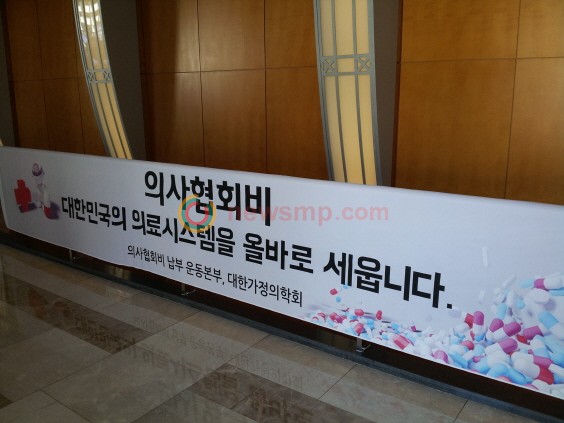 의사협회비
대한민국의 의료시스템을 올바로 세웁니다.
의사협회비 납부 운동본부, 대한가정의학회
newsmp.com